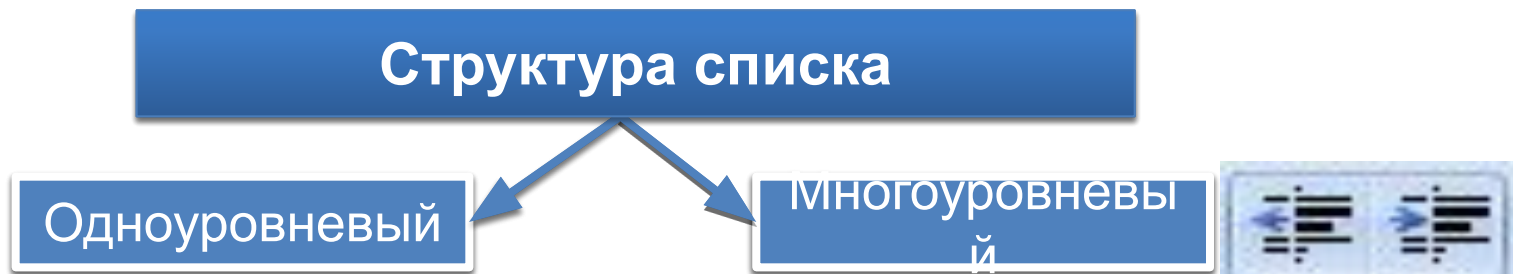 Структура списка
Одноуровневый
Многоуровневы
й